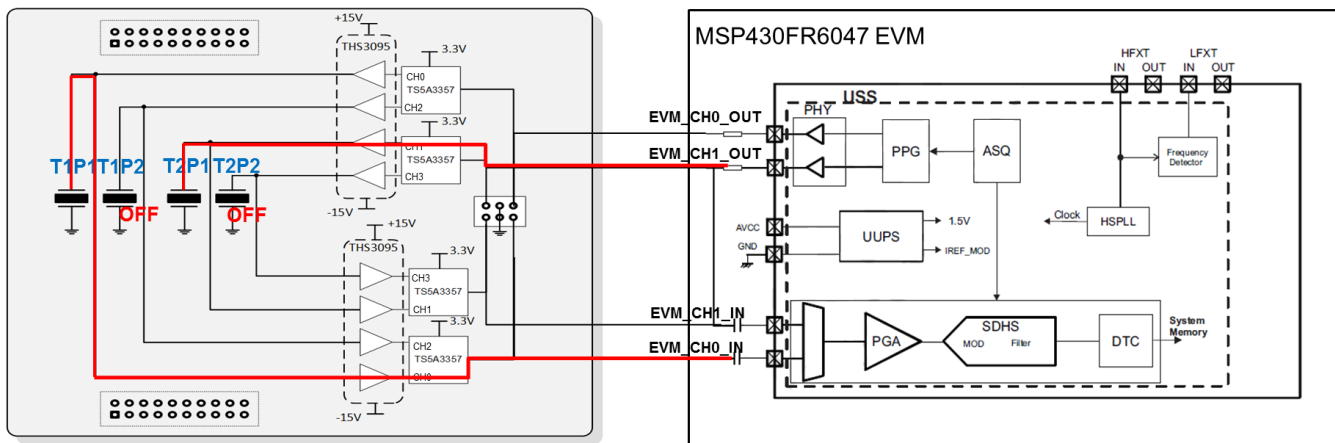 +15V
THS3095
3.3V
CH0
TS5A3357
CH2
3.3V
CH1
TS5A3357
CH3
-15V
T1P1
T1P2
T2P1
T2P2
OFF
OFF
+15V
THS3095
3.3V
CH3
TS5A3357
CH1
3.3V
CH2
TS5A3357
CH0
-15V
EVM_CH0_OUT
EVM_CH1_OUT
EVM_CH1_IN
EVM_CH0_IN
MSP430FR6047 EVM
HFXT
LFXT
IN
OUT
IN
OUT
USS
PHY
PPG
ASQ
Frequency
Detector
AVCC
GND
UUPS
1.5V
IREF_MOD
Clock
HSPLL
PGA
SDHS
MOD
Filter
DTC
System
Memory